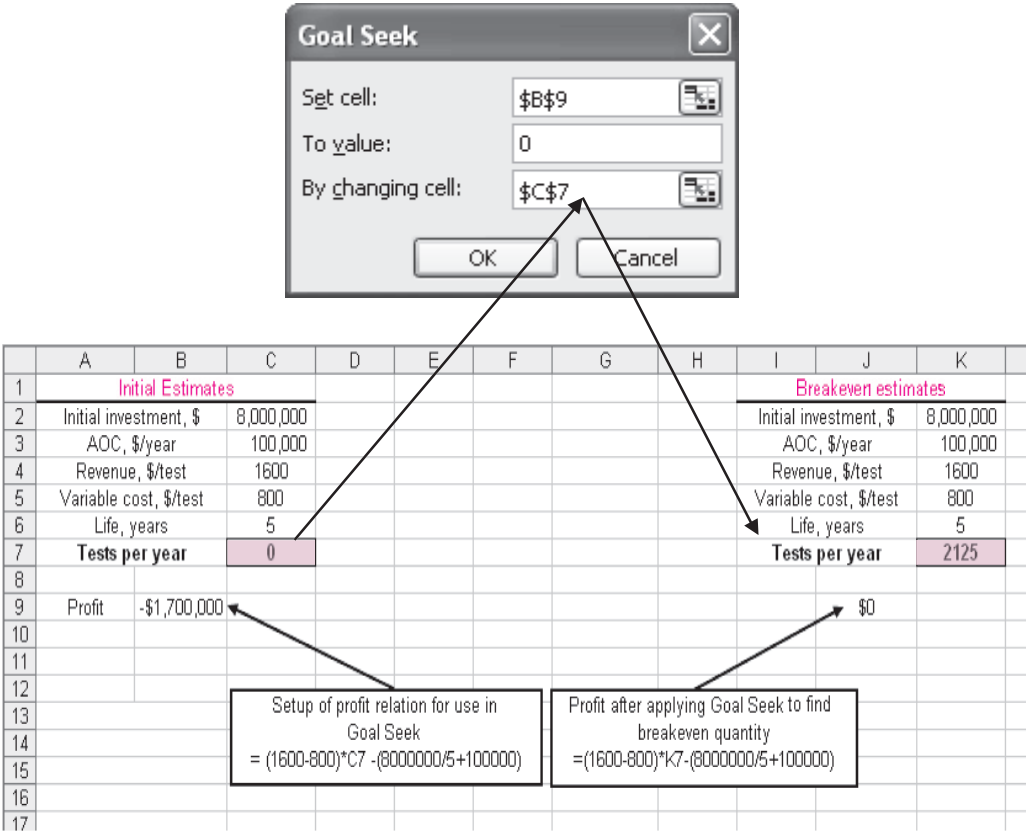 Goal Seek
Set cell: $B$9
To value: 0
By changing cell: $C$7
OK Cancel
A B C D E F G H I J K
1 Initial Estimates Breakeven estimates
2 Initial investment, $ 8,000,000 Initial investment, $ 8,000,000
3 AOC, $/year 100,000 AOC, $/year 100,000
4 Revenue, $/test 1600 Revenue, $/test 1600
5 Variable cost, $/test 800 Variable cost, $/test 800
6 Life, years 5 Life, years 5
7 Tests per year 0 Tests per year 2125
8
9 Profit -$1,700,000 $0
10
11
12
Setup of profit relation for use in
Goal Seek
= (1600-800)*C7 -(8000000/5+100000)
Profit after applying Goal Seek to find
breakeven quantity
=(1600-800)*K7-(8000000/5+100000)
13
14
15
16
17